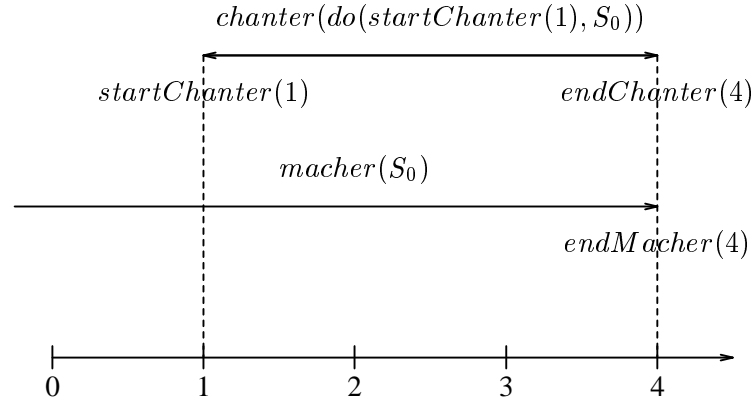 chanter(do(startChanter(1), S₀))
startChanter(1) endChanter(4)
macher(S₀)
endMacher(4)
0 1 2 3 4